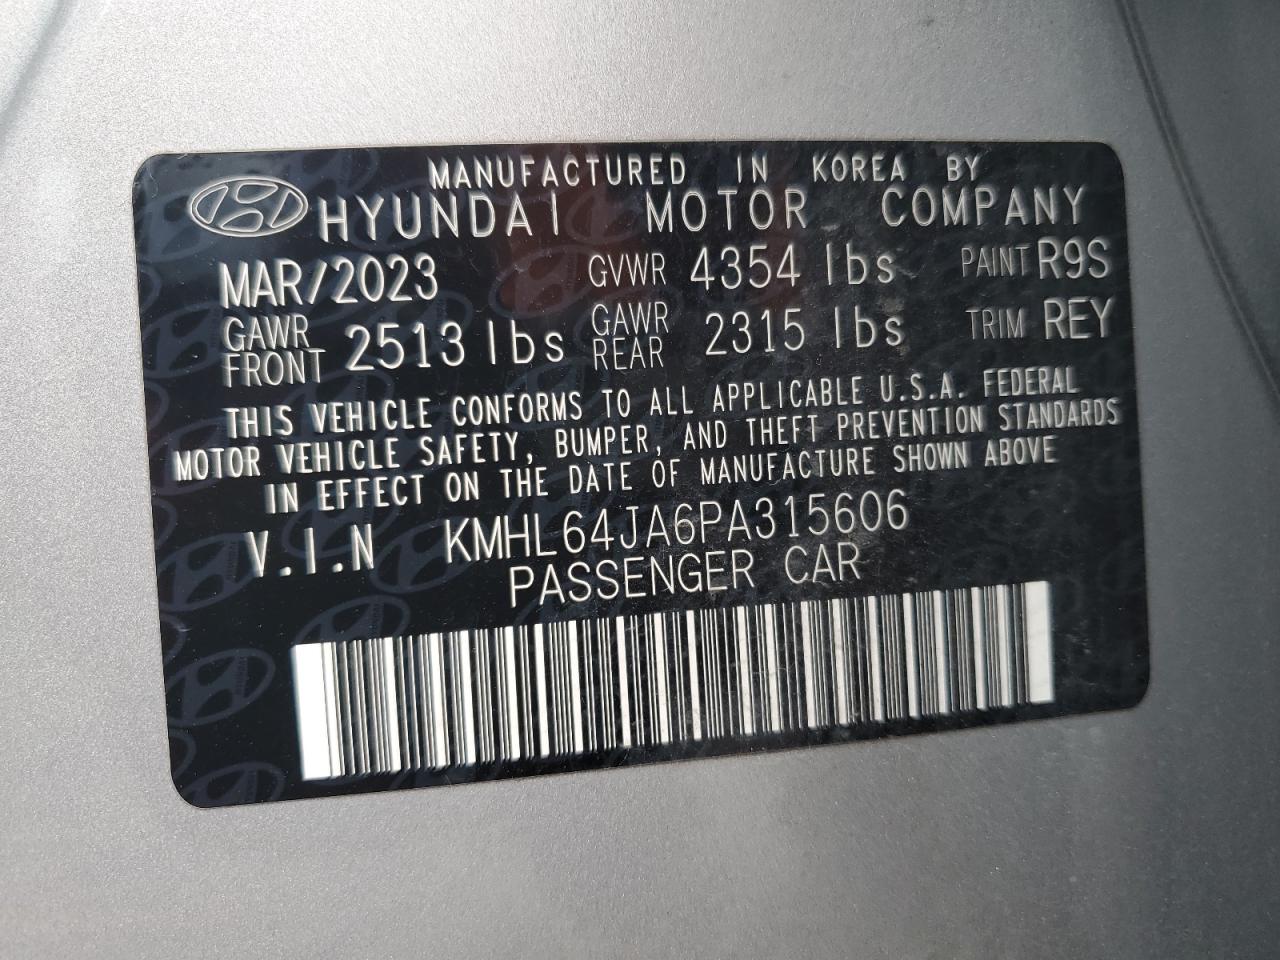 MANUFACTURED IN KOREA BY
HYUNDAI MOTOR COMPANY
MAR/2023 GVWR 4354 lbs PAINT R9S
GAWR FRONT 2513 lbs GAWR REAR 2315 lbs TRIM REY
THIS VEHICLE CONFORMS TO ALL APPLICABLE U.S.A. FEDERAL
MOTOR VEHICLE SAFETY, BUMPER, AND THEFT PREVENTION STANDARDS
IN EFFECT ON THE DATE OF MANUFACTURE SHOWN ABOVE
V.I.N KMHL64JA6PA315606
PASSENGER CAR